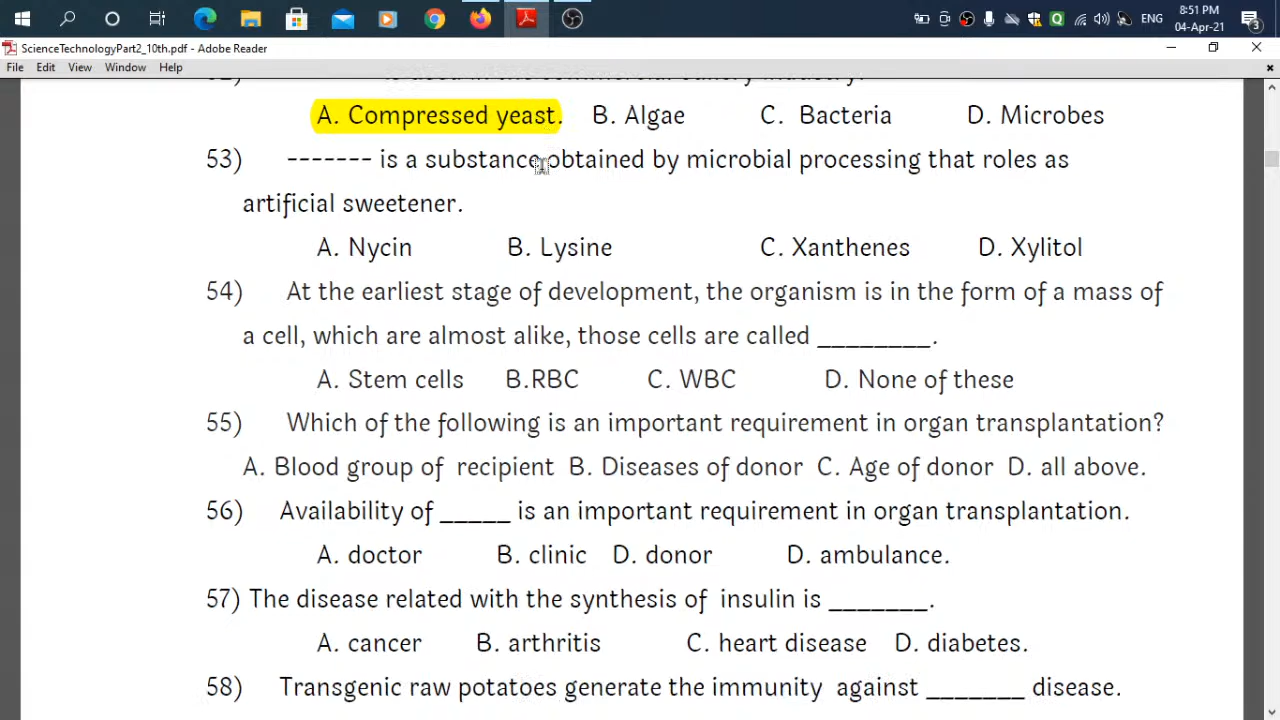 8:51 PM
ENG
04-Apr-21
3
ScienceTechnologyPart2_10th.pdf - Adobe Reader
File Edit View Window Help
A. Compressed yeast. B. Algae C. Bacteria D. Microbes
53) ------- is a substance obtained by microbial processing that roles as
artificial sweetener.
A. Nycin B. Lysine C. Xanthenes D. Xylitol
54) At the earliest stage of development, the organism is in the form of a mass of
a cell, which are almost alike, those cells are called ________.
A. Stem cells B.RBC C. WBC D. None of these
55) Which of the following is an important requirement in organ transplantation?
A. Blood group of recipient B. Diseases of donor C. Age of donor D. all above.
56) Availability of _____ is an important requirement in organ transplantation.
A. doctor B. clinic D. donor D. ambulance.
57) The disease related with the synthesis of insulin is _______.
A. cancer B. arthritis C. heart disease D. diabetes.
58) Transgenic raw potatoes generate the immunity against _______ disease.